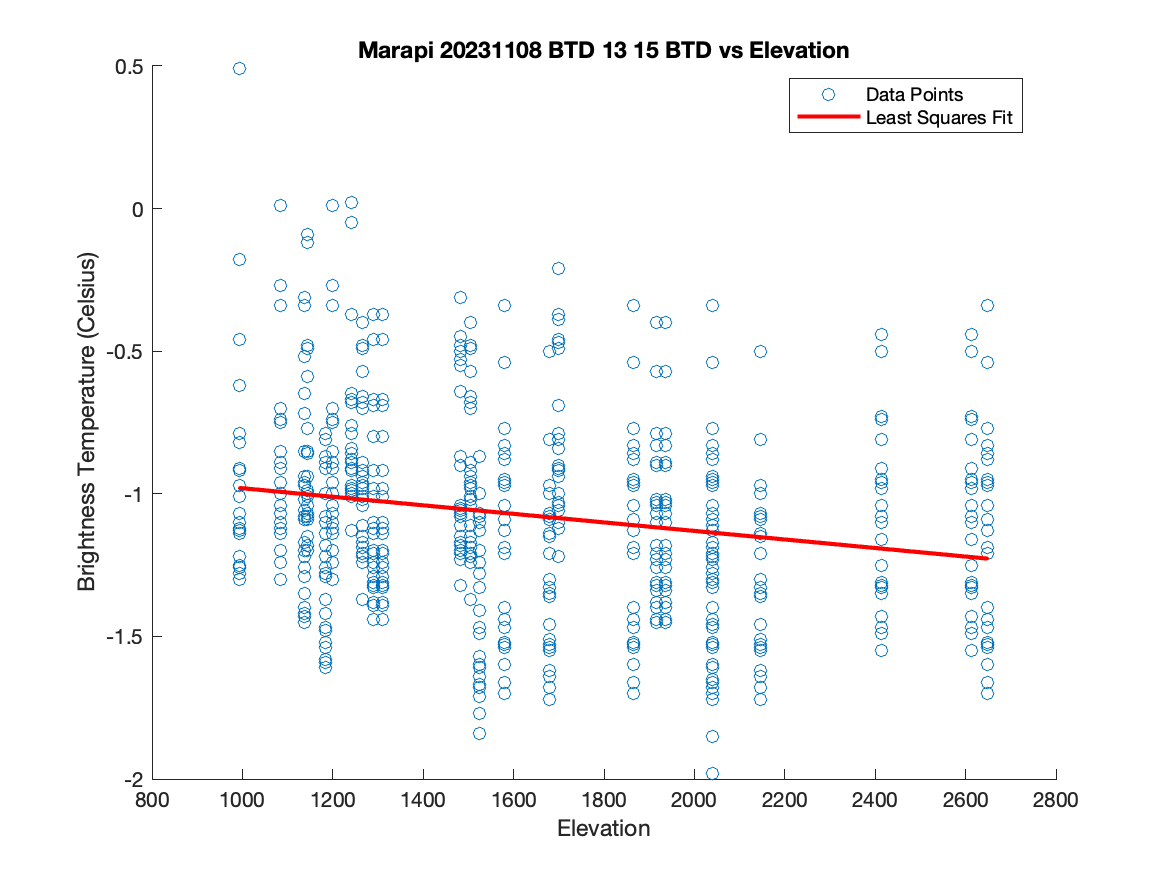 Marapi 20231108 BTD 13 15 BTD vs Elevation
Data Points
Least Squares Fit
0.5
0
-0.5
-1
-1.5
-2
Brightness Temperature (Celsius)
800 1000 1200 1400 1600 1800 2000 2200 2400 2600 2800
Elevation